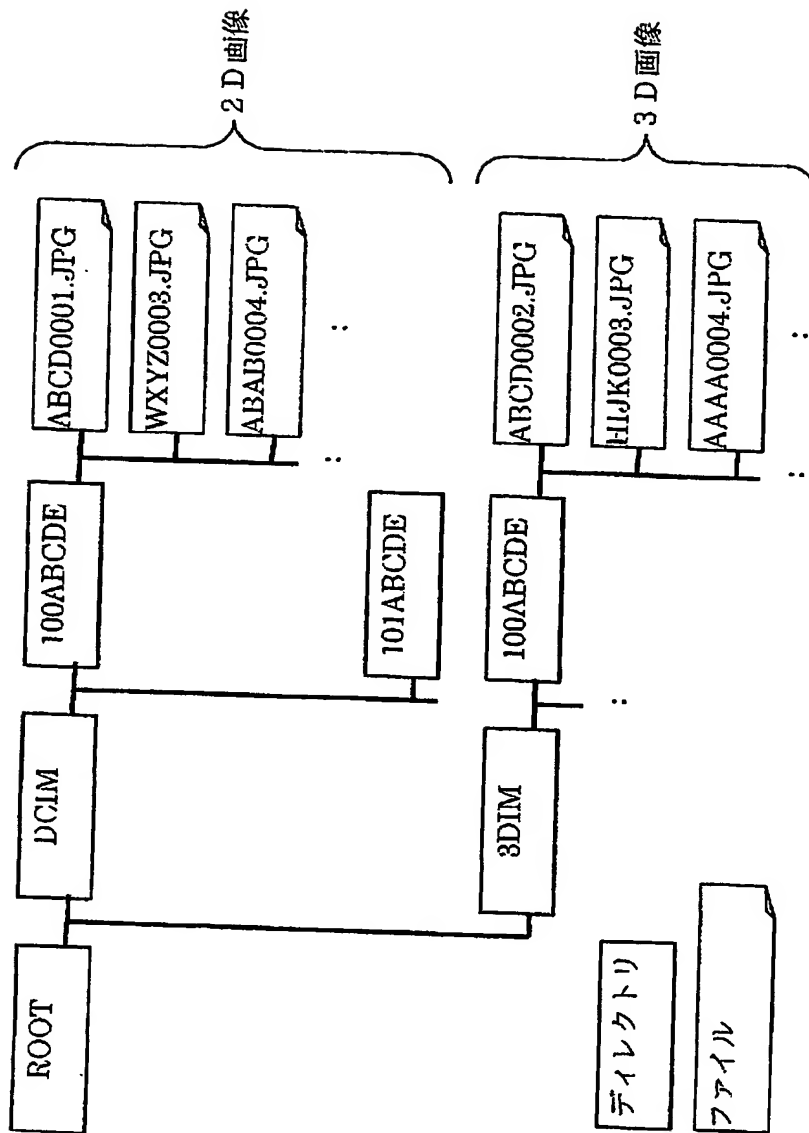 ROOT
DCIM
100ABCDE
ABCD0001.JPG
WXYZ0003.JPG
ABAB0004.JPG
:
:
2D画像
101ABCDE
3DIM
100ABCDE
:
ABCD0002.JPG
HIJK0003.JPG
AAAA0004.JPG
:
:
3D画像
ディレクトリ
ファイル